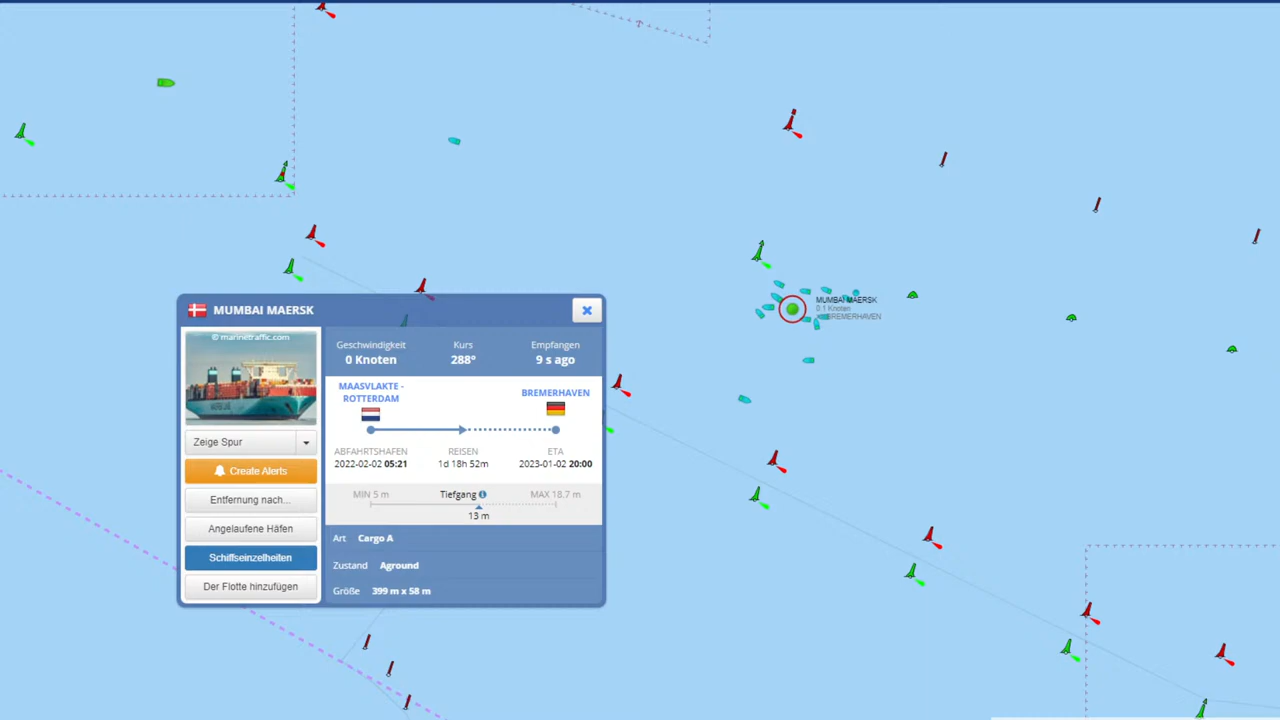 MUMBAI MAERSK
0.1 Knoten
BREMERHAVEN
MUMBAI MAERSK
© marinetraffic.com
Geschwindigkeit
0 Knoten
Kurs
288°
Empfangen
9 s ago
MAASVLAKTE -
ROTTERDAM
BREMERHAVEN
ABFAHRTSHAFEN
2022-02-02 05:21
REISEN
1d 18h 52m
ETA
2023-01-02 20:00
MIN 5 m
Tiefgang
MAX 18.7 m
13 m
Art Cargo A
Zustand Aground
Größe 399 m x 58 m
Zeige Spur
Create Alerts
Entfernung nach...
Angelaufene Häfen
Schiffseinzelheiten
Der Flotte hinzufügen